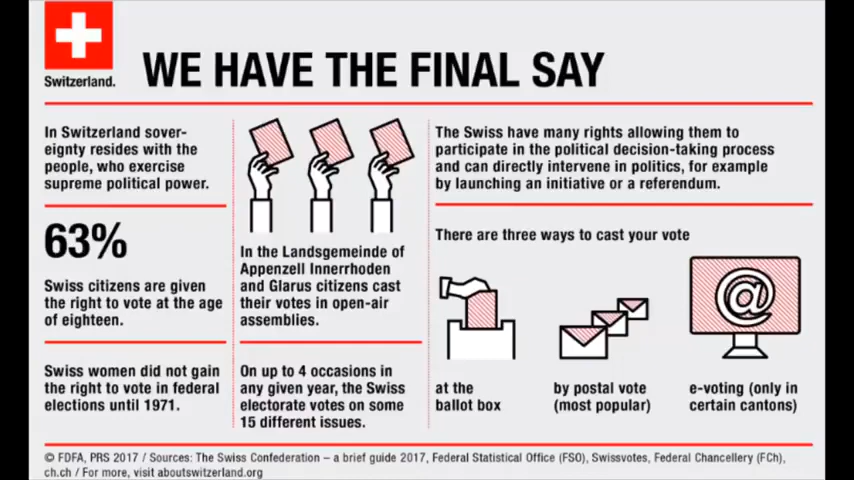 Switzerland.
WE HAVE THE FINAL SAY
In Switzerland sover-
eignty resides with the
people, who exercise
supreme political power.
63%
Swiss citizens are given
the right to vote at the age
of eighteen.
Swiss women did not gain
the right to vote in federal
elections until 1971.
In the Landsgemeinde of
Appenzell Innerrhoden
and Glarus citizens cast
their votes in open-air
assemblies.
On up to 4 occasions in
any given year, the Swiss
electorate votes on some
15 different issues.
The Swiss have many rights allowing them to
participate in the political decision-taking process
and can directly intervene in politics, for example
by launching an initiative or a referendum.
There are three ways to cast your vote
@
at the
ballot box
by postal vote
(most popular)
e-voting (only in
certain cantons)
© FDFA, PRS 2017 / Sources: The Swiss Confederation – a brief guide 2017, Federal Statistical Office (FSO), Swissvotes, Federal Chancellery (FCh),
ch.ch / For more, visit aboutswitzerland.org